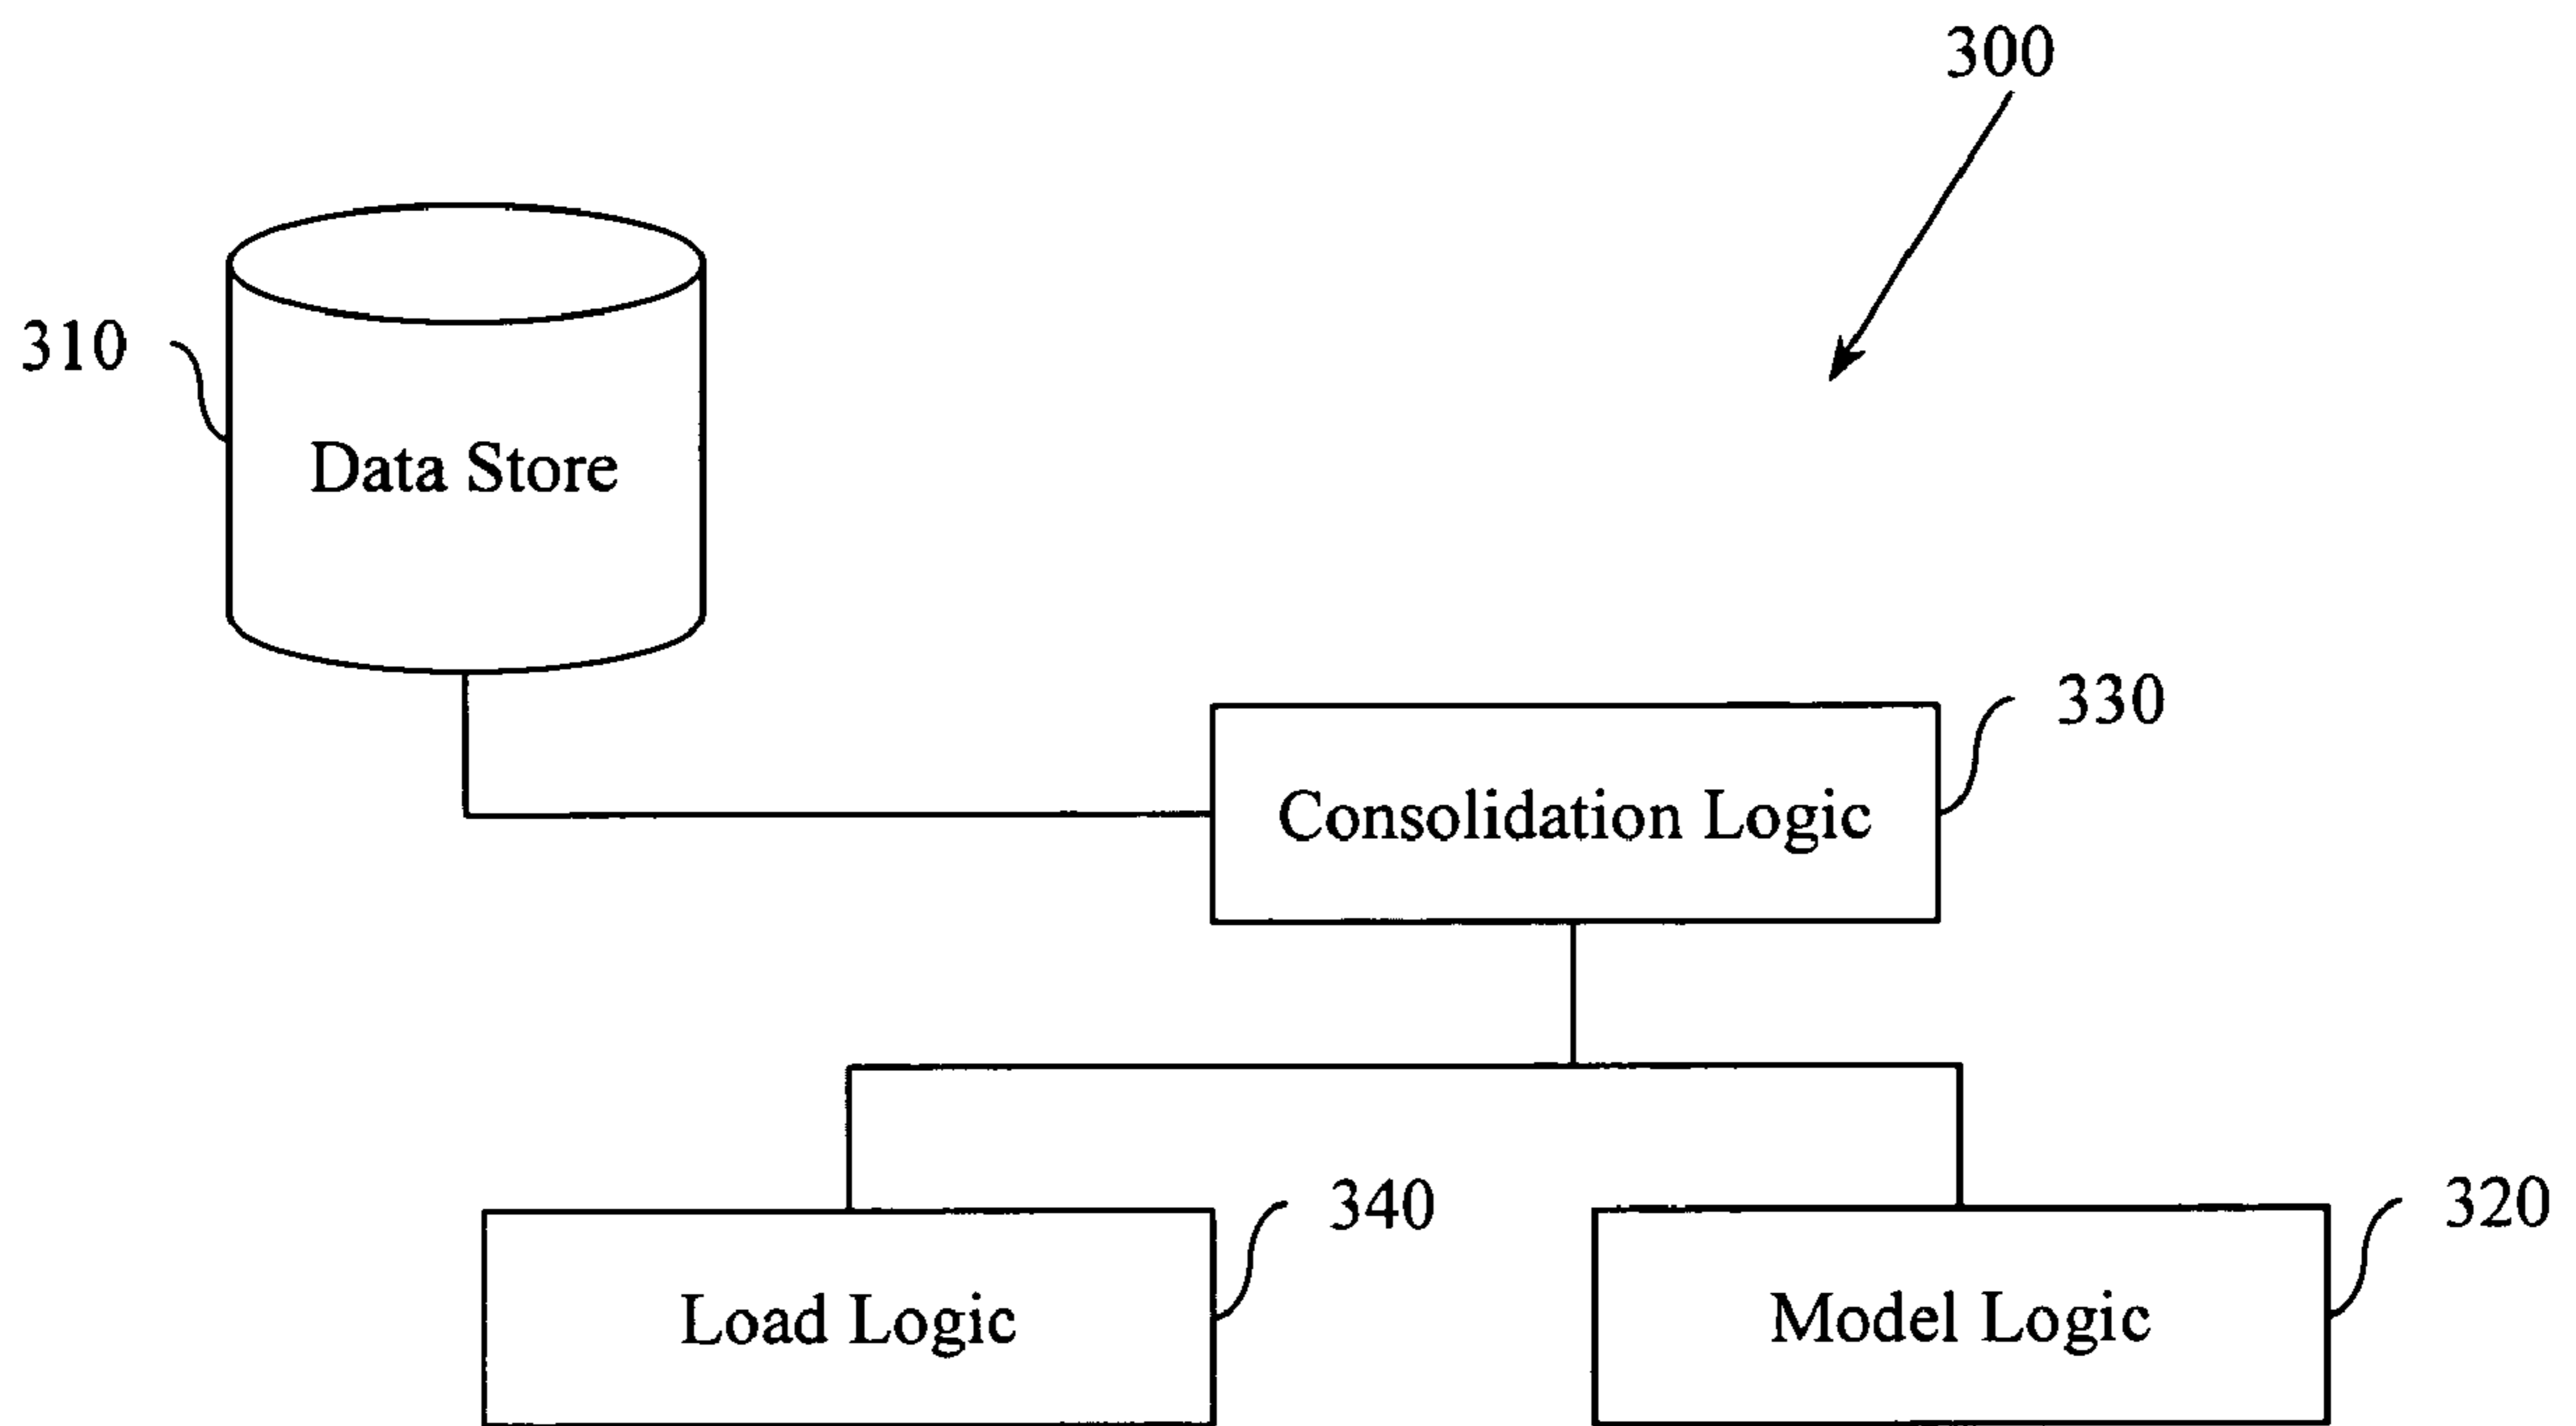 300
310
Data Store
330
Consolidation Logic
340
320
Load Logic
Model Logic